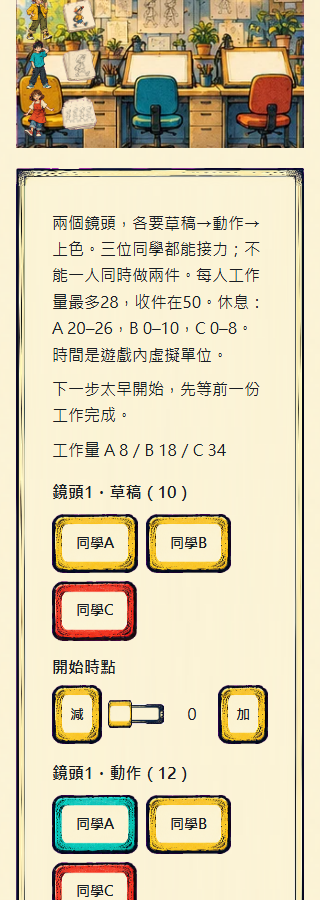 兩個鏡頭，各要草稿→動作→
上色。三位同學都能接力；不
能一人同時做兩件。每人工作
量最多28，收件在50。休息：
A 20–26，B 0–10，C 0–8。
時間是遊戲內虛擬單位。
下一步太早開始，先等前一份
工作完成。
工作量 A 8 / B 18 / C 34
鏡頭1・草稿（10）
同學A 同學B
同學C
開始時點
減 0 加
鏡頭1・動作（12）
同學A 同學B
同學C